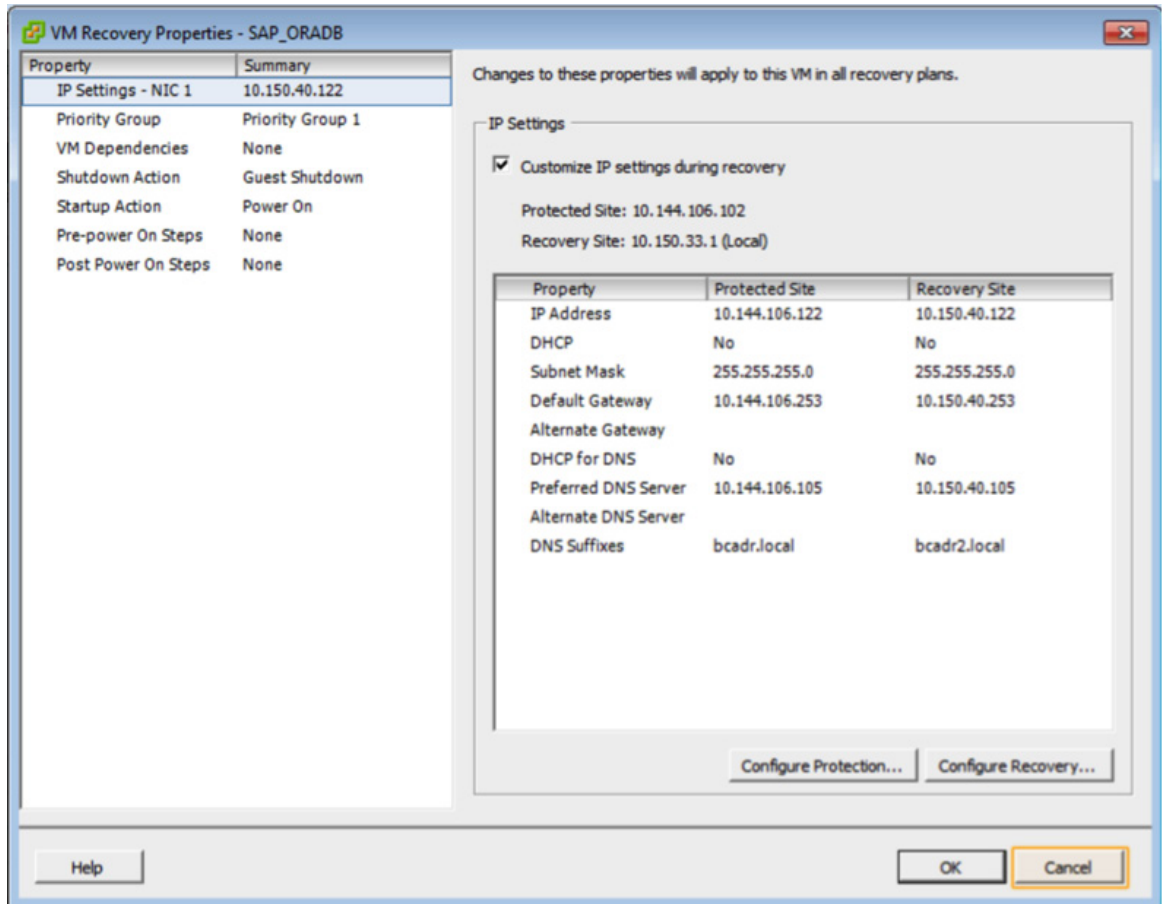 VM Recovery Properties - SAP_ORADB
Property Summary
IP Settings - NIC 1 10.150.40.122
Priority Group Priority Group 1
VM Dependencies None
Shutdown Action Guest Shutdown
Startup Action Power On
Pre-power On Steps None
Post Power On Steps None
Changes to these properties will apply to this VM in all recovery plans.
IP Settings
Customize IP settings during recovery
Protected Site: 10.144.106.102
Recovery Site: 10.150.33.1 (Local)
Property Protected Site Recovery Site
IP Address 10.144.106.122 10.150.40.122
DHCP No No
Subnet Mask 255.255.255.0 255.255.255.0
Default Gateway 10.144.106.253 10.150.40.253
Alternate Gateway
DHCP for DNS No No
Preferred DNS Server 10.144.106.105 10.150.40.105
Alternate DNS Server
DNS Suffixes bcadr.local bcadr2.local
Configure Protection... Configure Recovery...
Help OK Cancel